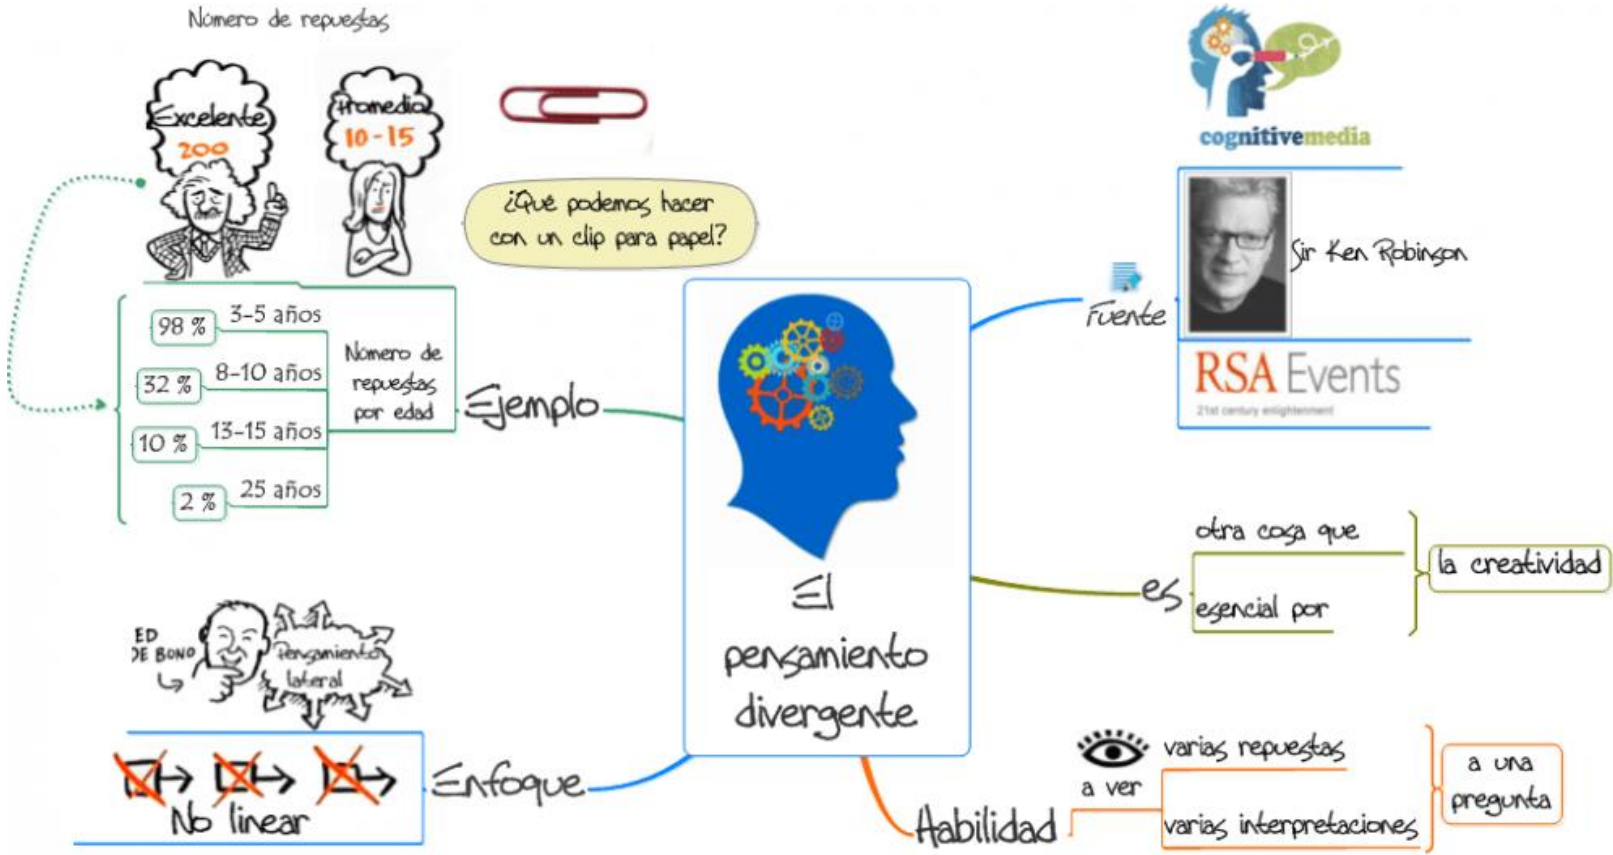 Número de repuestas
Excelente
200
Promedio
10-15
¿Qué podemos hacer
con un clip para papel?
98 %
3-5 años
32 %
8-10 años
10 %
13-15 años
2 %
25 años
Número de
repuestas
por edad
Ejemplo
ED
DE BONO
Pensamiento
lateral
No linear
Enfoque
El
pensamiento
divergente
cognitivemedia
Sir Ken Robinson
Fuente
RSA Events
21st century enlightenment
es
otra cosa que
esencial por
la creatividad
Habilidad
a ver
varias repuestas
varias interpretaciones
a una
pregunta